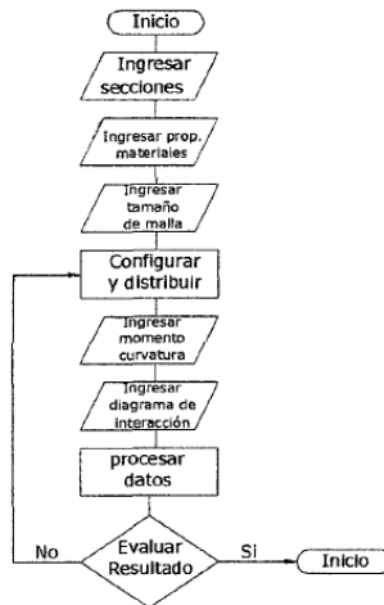 Inicio
Ingresar
secciones
Ingresar prop.
materiales
Ingresar
tamaño
de malla
Configurar
y distribuir
Ingresar
momento
curvatura
Ingresar
diagrama de
interacción
procesar
datos
Evaluar
Resultado
No
Si
Inicio